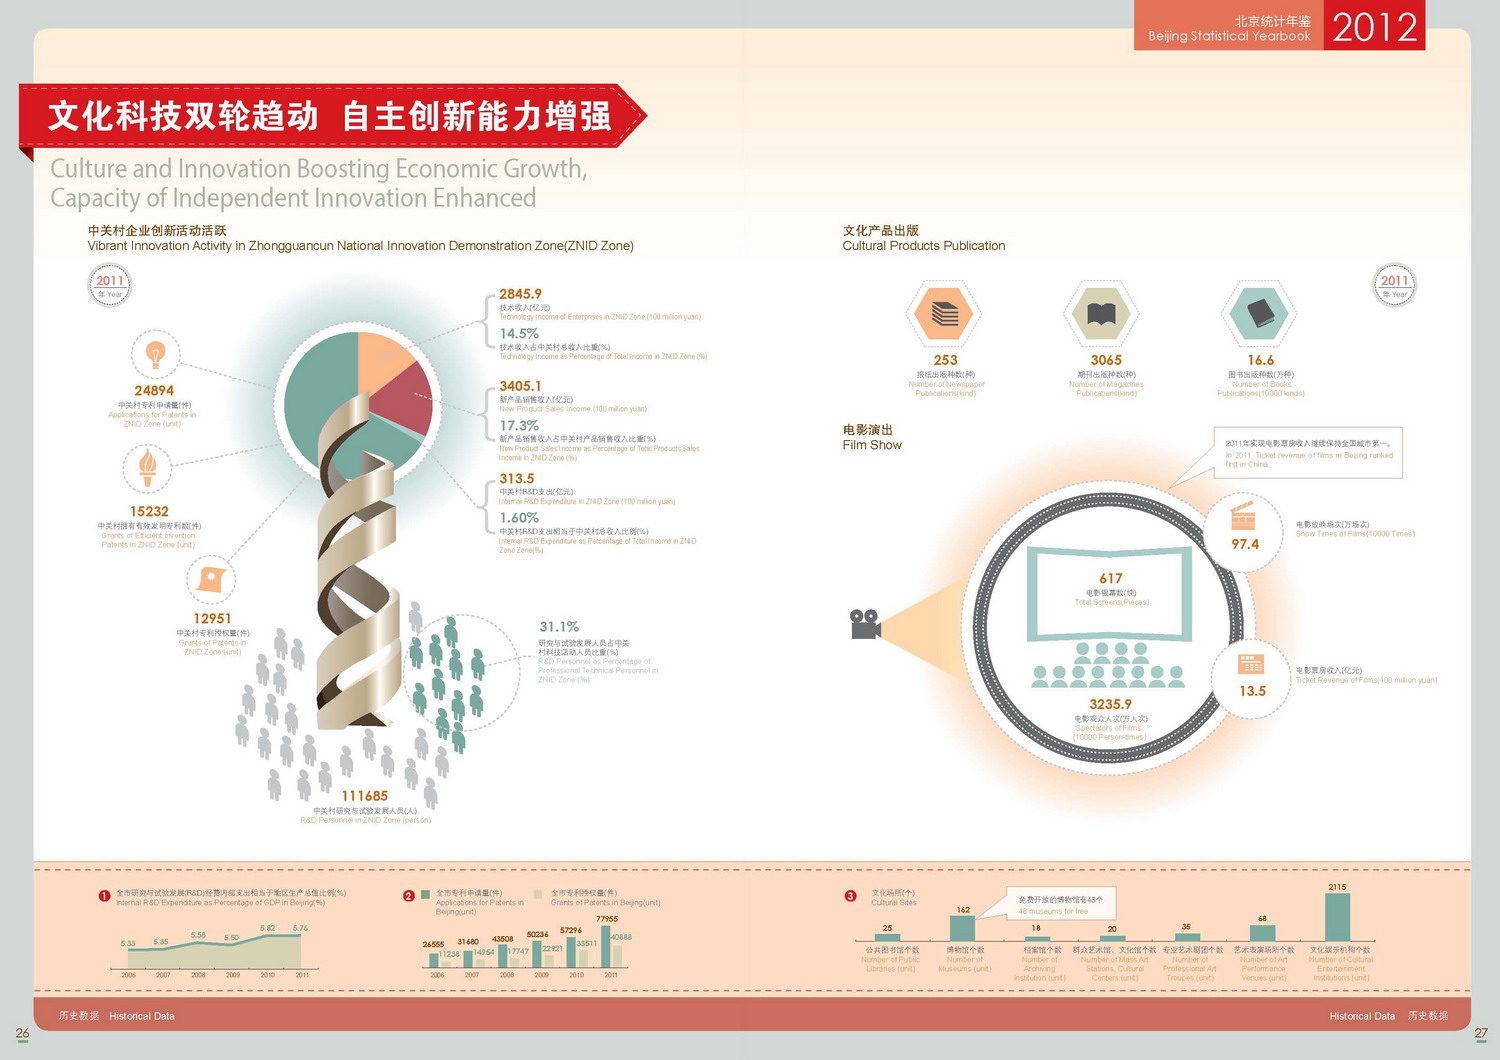 北京统计年鉴
Beijing Statistical Yearbook
2012
文化科技双轮趋动 自主创新能力增强
Culture and Innovation Boosting Economic Growth,
Capacity of Independent Innovation Enhanced
中关村企业创新活动活跃
Vibrant Innovation Activity in Zhongguancun National Innovation Demonstration Zone(ZNID Zone)
2011
年 Year
24894
中关村专利申请量(件)
Applications for Patents in
ZNID Zone (unit)
15232
中关村拥有有效发明专利数(件)
Grants of Efficient Invention
Patents in ZNID Zone (unit)
12951
中关村专利授权量(件)
Grants of Patents in
ZNID Zone (unit)
2845.9
技术收入(亿元)
Technology Income of Enterprises in ZNID Zone (100 million yuan)
14.5%
技术收入占中关村总收入比重(%)
Technology Income as Percentage of Total Income in ZNID Zone (%)
3405.1
新产品销售收入(亿元)
New Product Sales Income (100 million yuan)
17.3%
新产品销售收入占中关村产品销售收入比重(%)
New Product Sales Income as Percentage of Total Products Sales
Income in ZNID Zone (%)
313.5
中关村R&D支出(亿元)
Internal R&D Expenditure in ZNID Zone (100 million yuan)
1.60%
中关村R&D支出相当于中关村总收入比例(%)
Internal R&D Expenditure as Percentage of Total Income in ZNID
Zone Zone(%)
31.1%
研究与试验发展人员占中关
村科技活动人员比重(%)
R&D Personnel as Percentage of
Professional Technical Personnel in
ZNID Zone (%)
111685
中关村研究与试验发展人员(人)
R&D Personnel in ZNID Zone (person)
文化产品出版
Cultural Products Publication
2011
年 Year
253
报纸出版种数(种)
Number of Newspaper
Publications(kind)
3065
期刊出版种数(种)
Number of Magazines
Publications(kind)
16.6
图书出版种数(万种)
Number of Books
Publications(10000 kinds)
电影演出
Film Show
2011年实现电影票房收入继续保持全国城市第一。
In 2011, Ticket revenue of films in Beijing ranked
first in China.
97.4
电影放映场次(万场次)
Show Times of Films(10000 Times)
617
电影银幕数(块)
Total Screens(Pieces)
13.5
电影票房收入(亿元)
Ticket Revenue of Films(100 million yuan)
3235.9
电影观众人次(万人次)
Spectators of Films
(10000 Person-times)
1 全市研究与试验发展(R&D)经费内部支出相当于地区生产总值比例(%)
Internal R&D Expenditure as Percentage of GDP in Beijing(%)
5.33 5.35 5.58 5.50 5.82 5.76
2006 2007 2008 2009 2010 2011
2 全市专利申请量(件)
Applications for Patents in
Beijing(unit)
全市专利授权量(件)
Grants of Patents in Beijing(unit)
26555 31680 43508 50236 57296 77955
11238 14954 17747 22921 33511 40888
2006 2007 2008 2009 2010 2011
3 文化场所(个)
Cultural Sites
免费开放的博物馆有48个
48 museums for free
25
公共图书馆个数
Number of Public
Libraries (unit)
162
博物馆个数
Number of
Museums (unit)
18
档案馆个数
Number of
Archiving
Institution (unit)
20
群众艺术馆、文化馆个数
Number of Mass Art
Stations, Cultural
Centers (unit)
35
专业艺术剧团个数
Number of
Professional Art
Troupes (unit)
68
艺术表演场所个数
Number of Art
Performance
Venues (unit)
2115
文化娱乐机构个数
Number of Cultural
Entertainment
Institutions (unit)
历史数据 Historical Data
Historical Data 历史数据
26
27